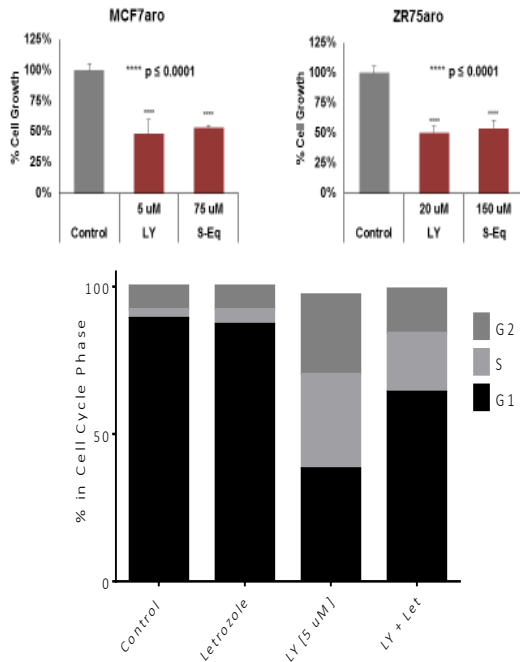 MCF7aro
125%
100%
75%
50%
25%
0%
% Cell Growth
**** p ≤ 0.0001
****
****
5 uM
75 uM
Control
LY
S-Eq
ZR75aro
125%
100%
75%
50%
25%
0%
% Cell Growth
**** p ≤ 0.0001
****
****
20 uM
150 uM
Control
LY
S-Eq
100
50
0
% in Cell Cycle Phase
G2
S
G1
Control
Letrozole
LY [5 uM]
LY + Let